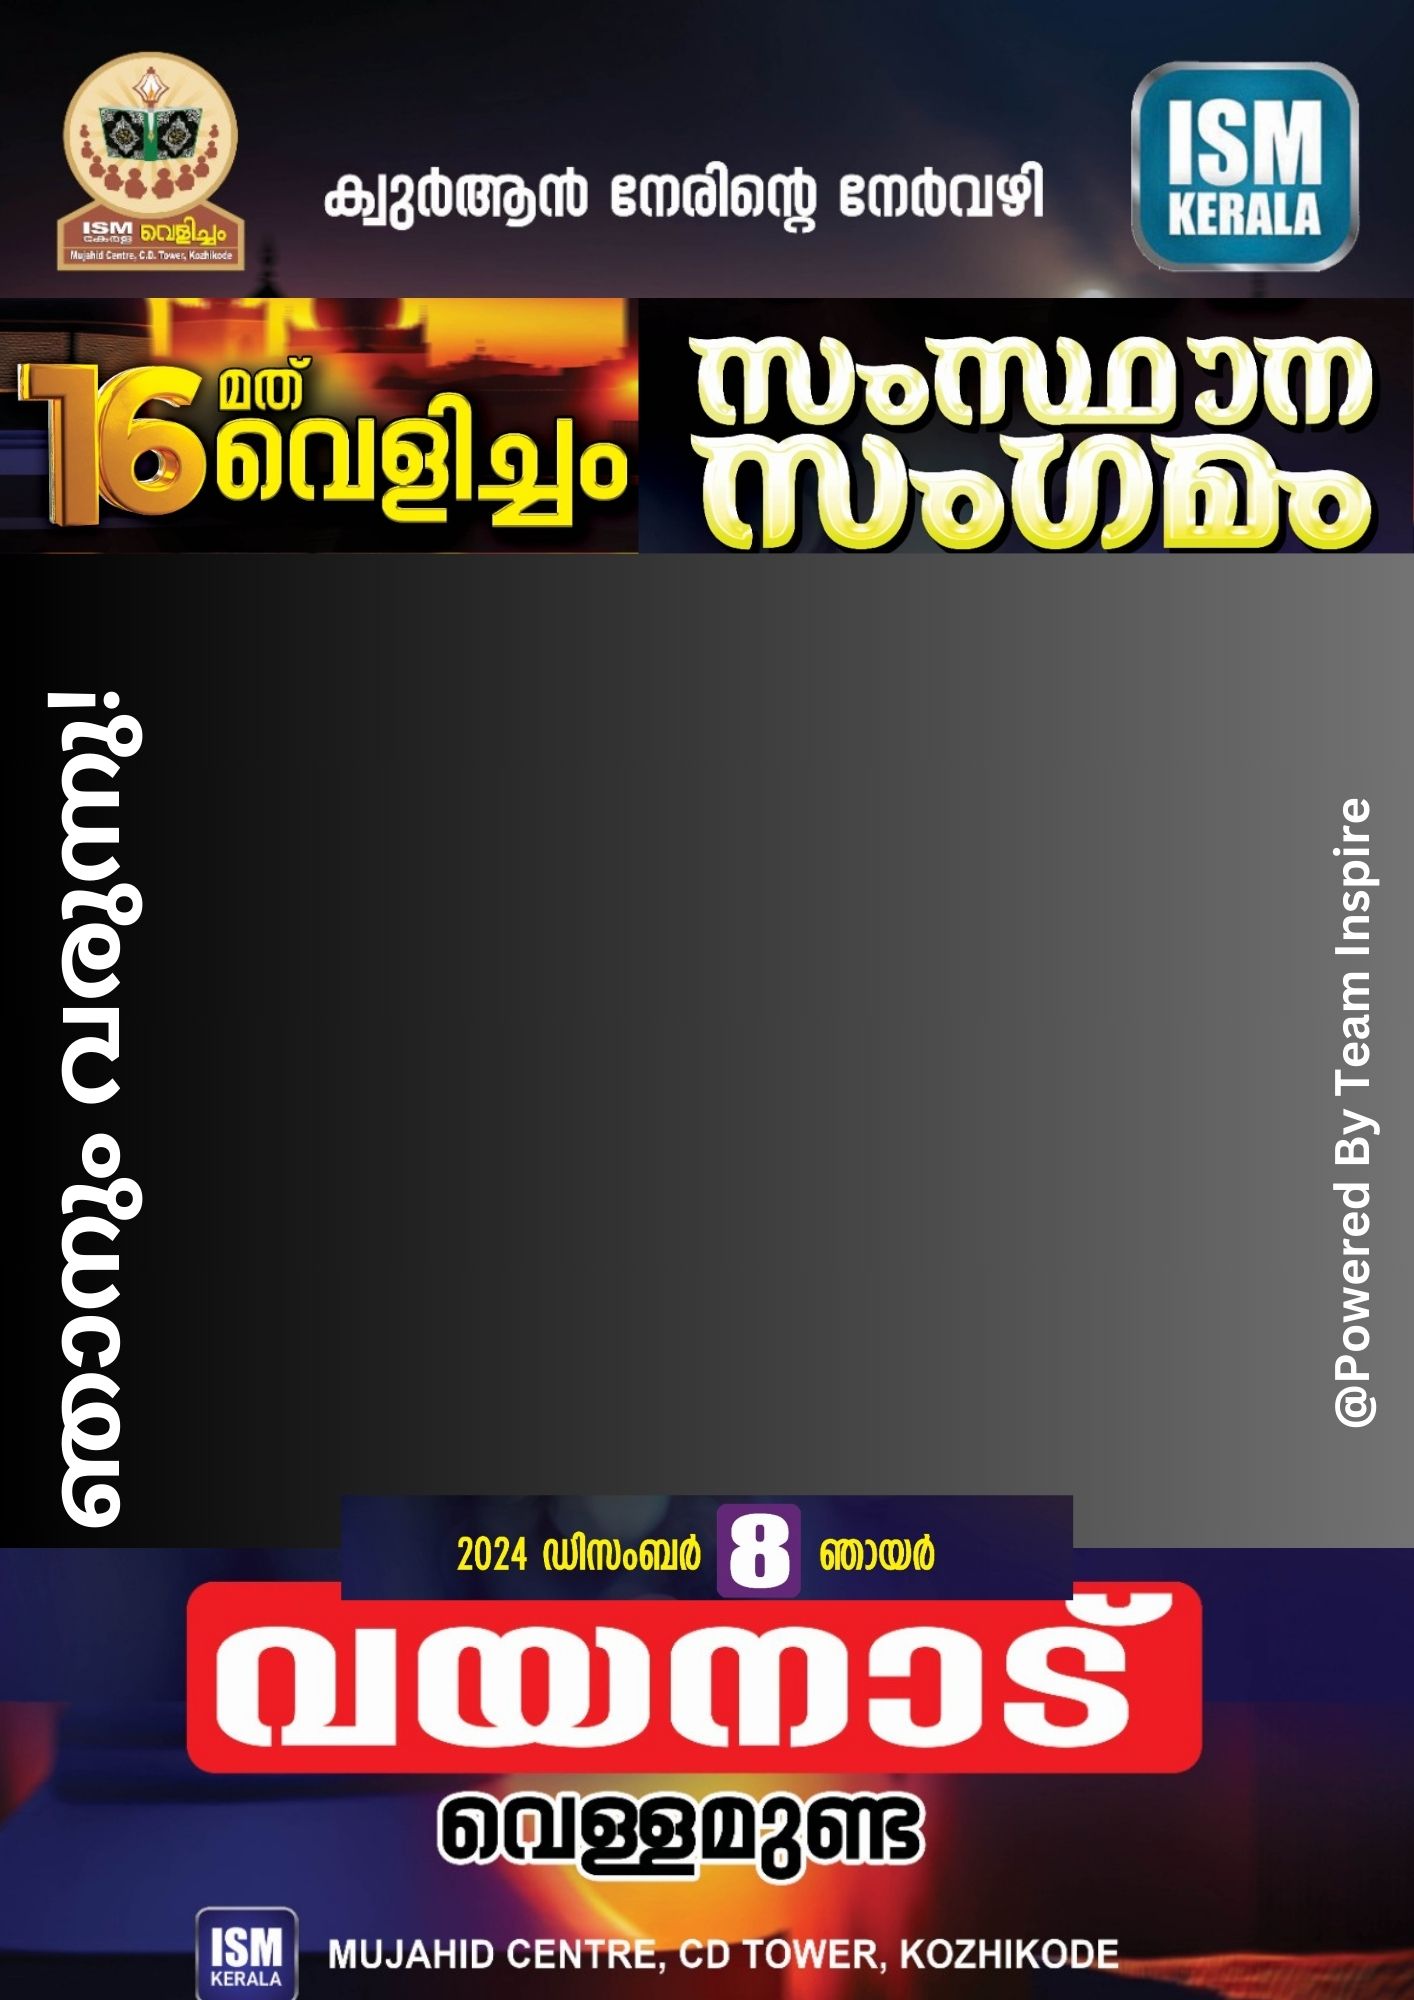 ISM
കേരള വെളിച്ചം
Mujahid Centre, C.D. Tower, Kozhikode
ക്വുർആൻ നേരിന്റെ നേർവഴി
ISM
KERALA
16 മത്
വെളിച്ചം
സംസ്ഥാന
സംഗമം
ഞാനും വരുന്നു!
@Powered By Team Inspire
2024 ഡിസംബർ 8 ഞായർ
വയനാട്
വെള്ളമുണ്ട
ISM
KERALA
MUJAHID CENTRE, CD TOWER, KOZHIKODE